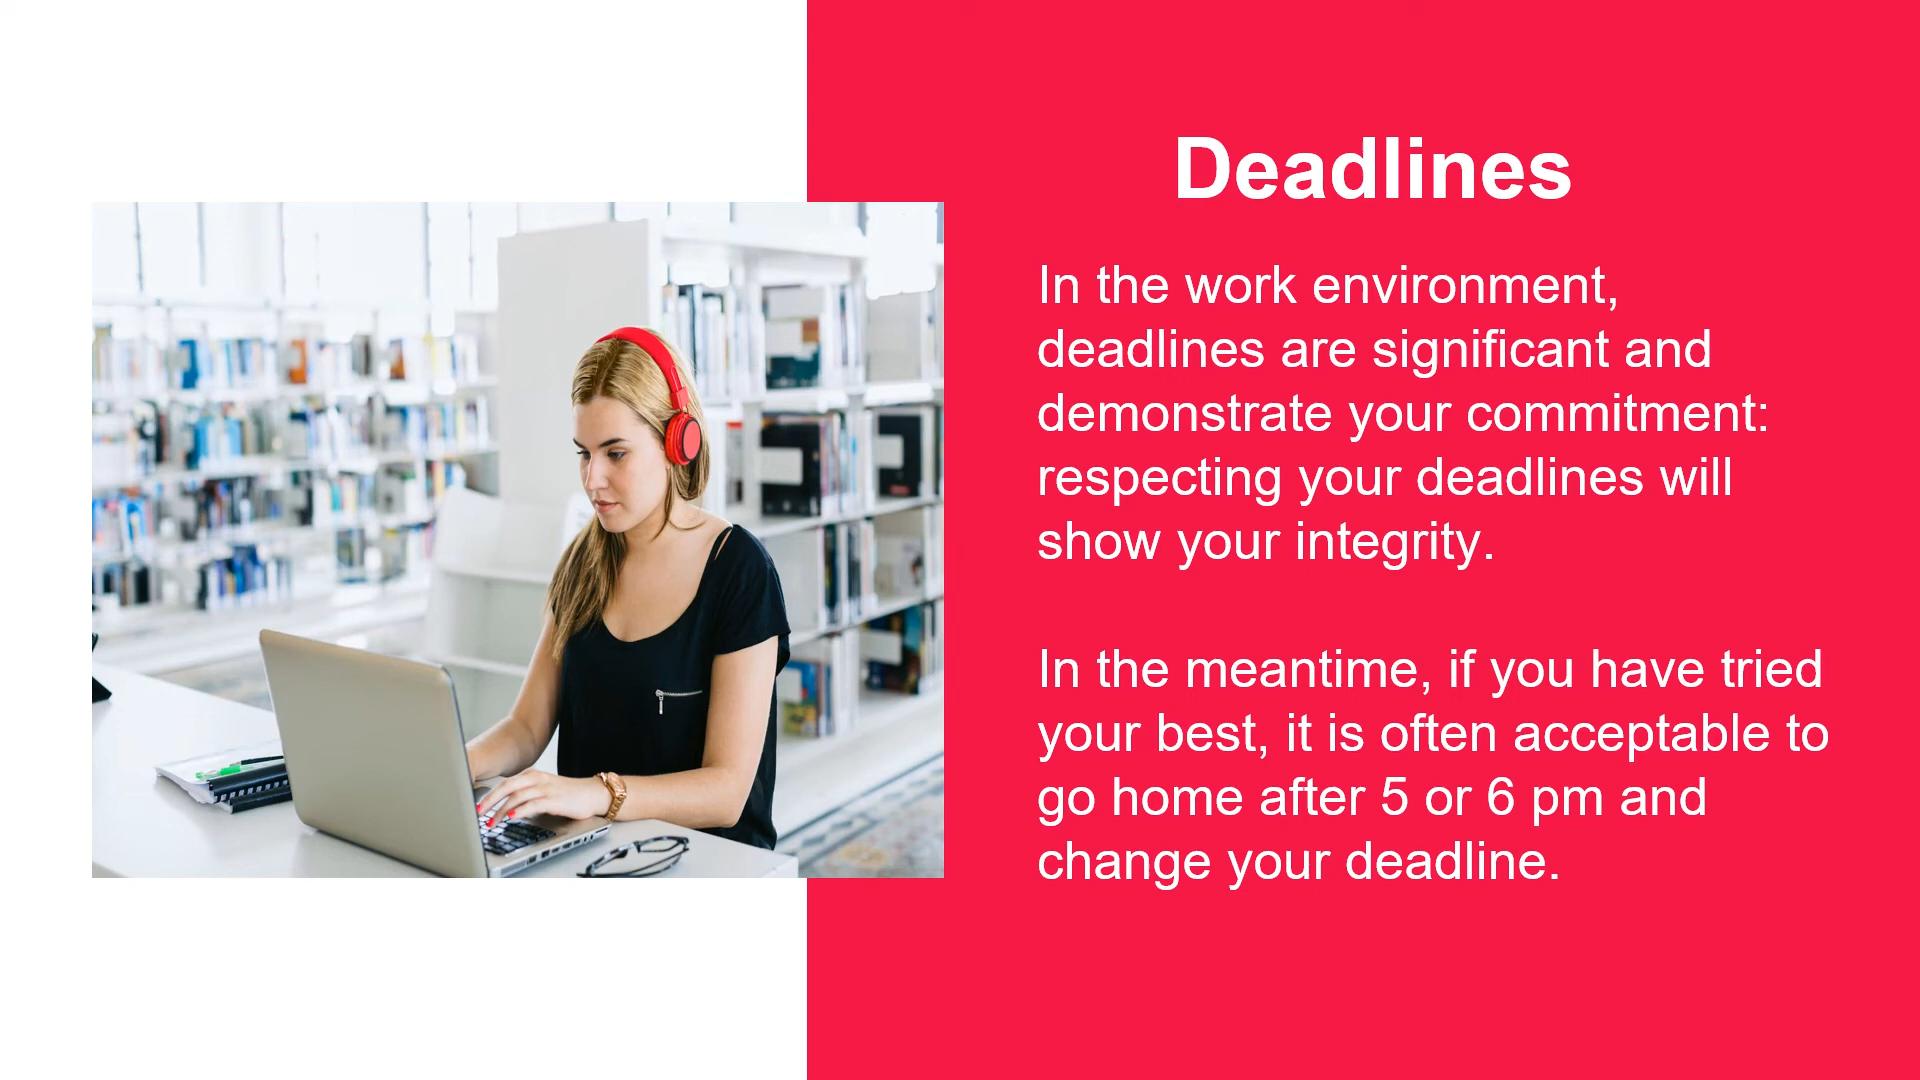 Deadlines
In the work environment,
deadlines are significant and
demonstrate your commitment:
respecting your deadlines will
show your integrity.
In the meantime, if you have tried
your best, it is often acceptable to
go home after 5 or 6 pm and
change your deadline.